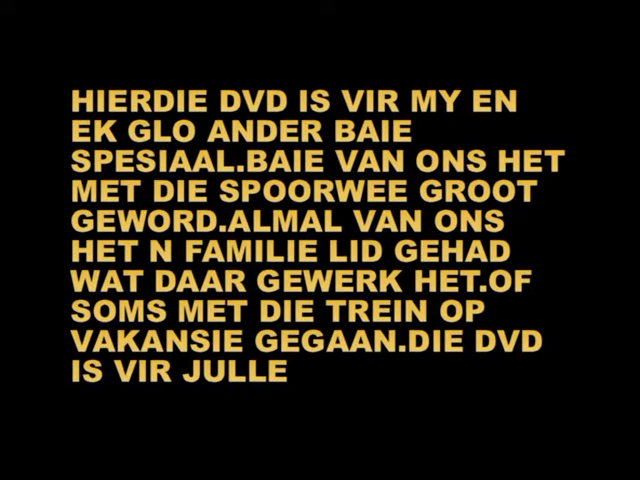 HIERDIE DVD IS VIR MY EN
EK GLO ANDER BAIE
SPESIAAL.BAIE VAN ONS HET
MET DIE SPOORWEE GROOT
GEWORD.ALMAL VAN ONS
HET N FAMILIE LID GEHAD
WAT DAAR GEWERK HET.OF
SOMS MET DIE TREIN OP
VAKANSIE GEGAAN.DIE DVD
IS VIR JULLE